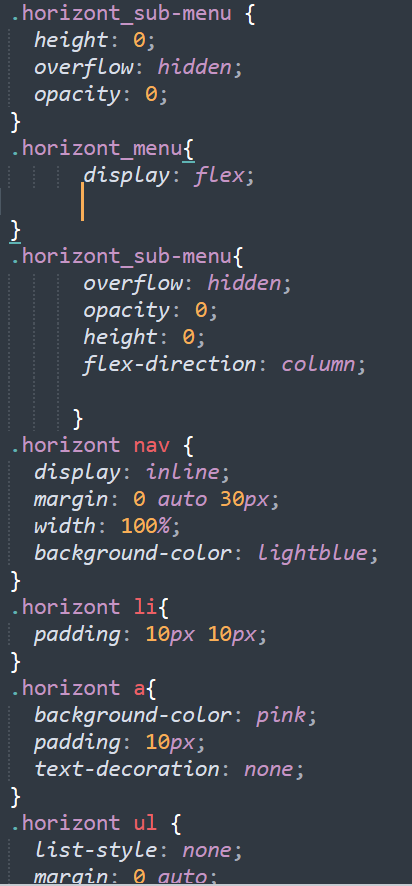 .horizont_sub-menu {
height: 0;
overflow: hidden;
opacity: 0;
}
.horizont_menu{
display: flex;
}
.horizont_sub-menu{
overflow: hidden;
opacity: 0;
height: 0;
flex-direction: column;
}
.horizont nav {
display: inline;
margin: 0 auto 30px;
width: 100%;
background-color: lightblue;
}
.horizont li{
padding: 10px 10px;
}
.horizont a{
background-color: pink;
padding: 10px;
text-decoration: none;
}
.horizont ul {
list-style: none;
margin: 0 auto;